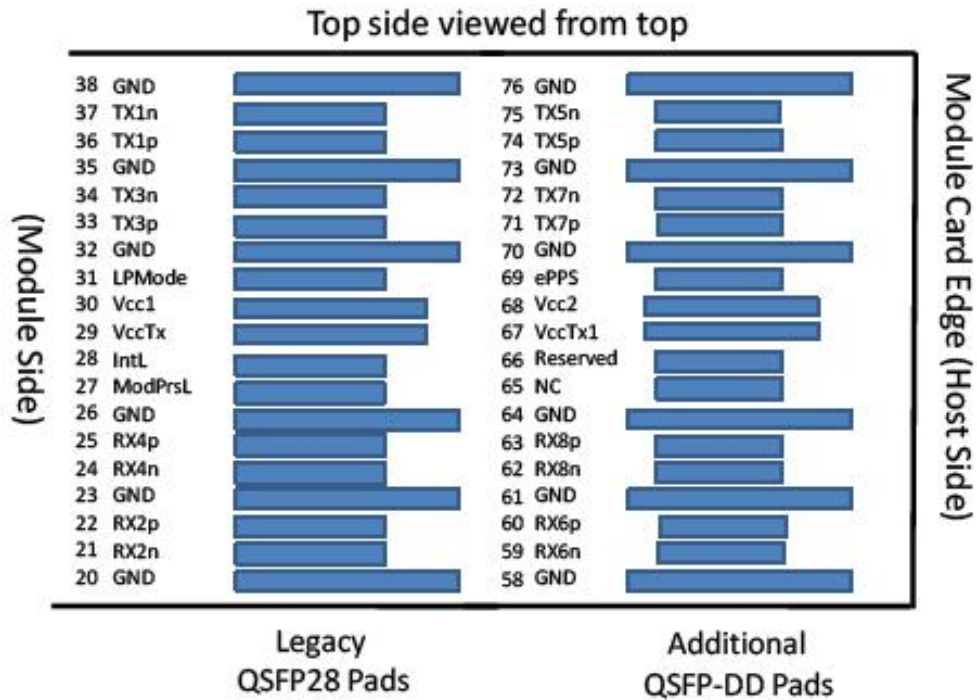 Top side viewed from top
38 GND 76 GND
37 TX1n 75 TX5n
36 TX1p 74 TX5p
35 GND 73 GND
34 TX3n 72 TX7n
33 TX3p 71 TX7p
32 GND 70 GND
31 LPMode 69 ePPS
30 Vcc1 68 Vcc2
29 VccTx 67 VccTx1
28 IntL 66 Reserved
27 ModPrsL 65 NC
26 GND 64 GND
25 RX4p 63 RX8p
24 RX4n 62 RX8n
23 GND 61 GND
22 RX2p 60 RX6p
21 RX2n 59 RX6n
20 GND 58 GND
(Module Side)
Module Card Edge (Host Side)
Legacy
QSFP28 Pads
Additional
QSFP-DD Pads